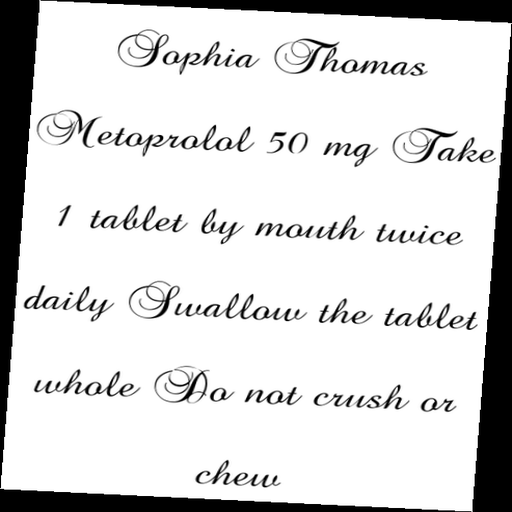 Sophia Thomas
Metoprolol 50 mg Take
1 tablet by mouth twice
daily Swallow the tablet
whole Do not crush or
chew